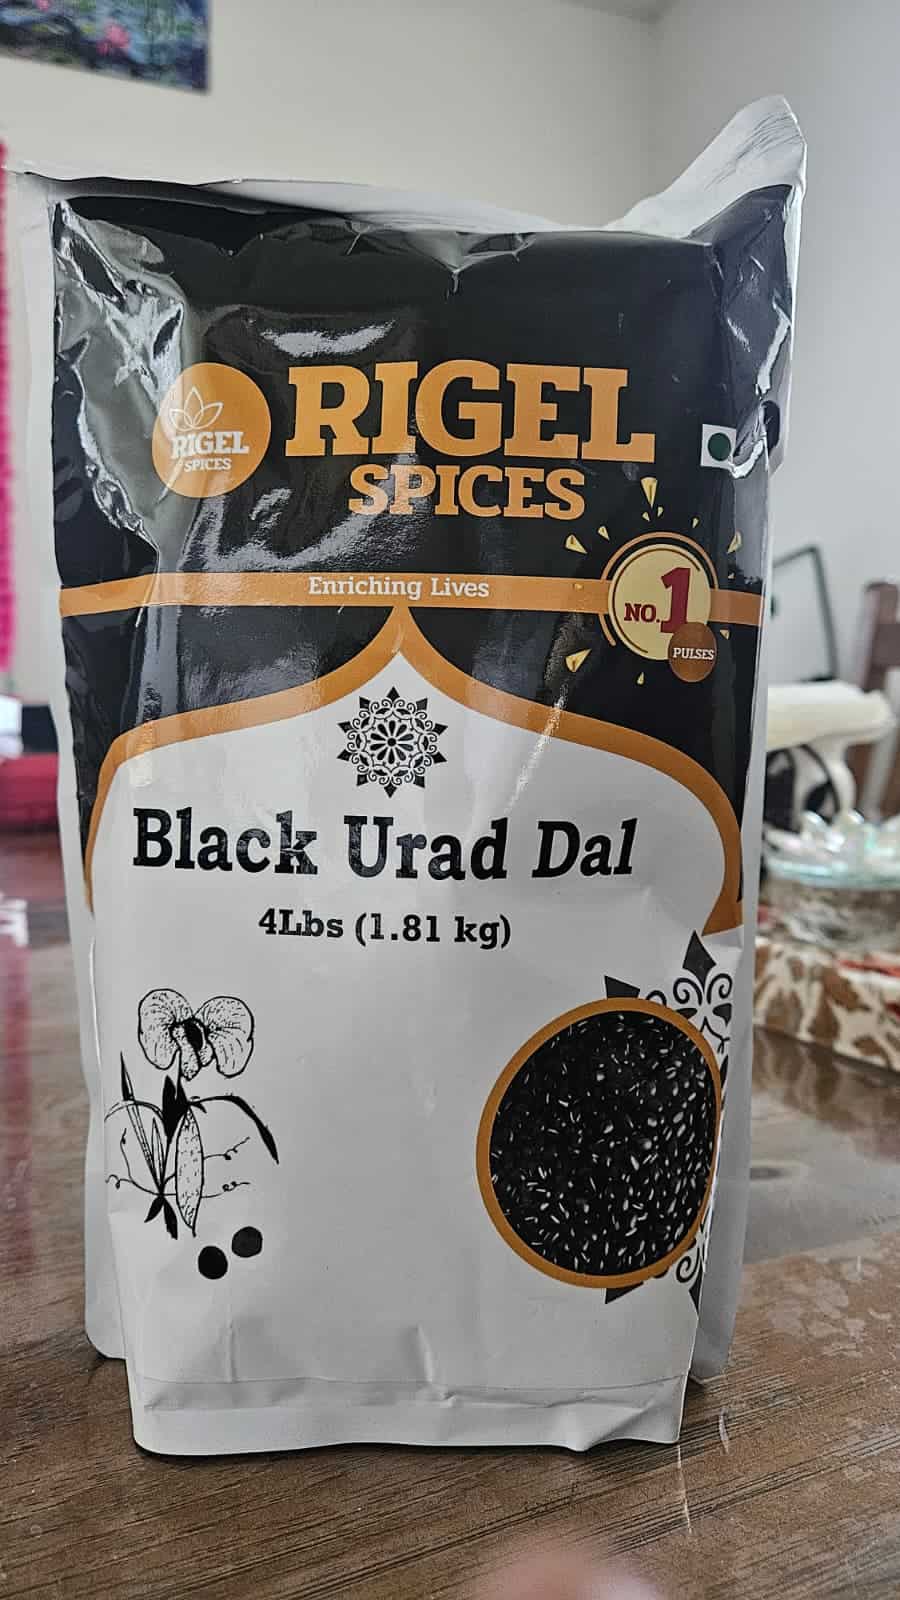 RIGEL
SPICES
RIGEL
SPICES
Enriching Lives
NO.1
PULSES
Black Urad Dal
4Lbs (1.81 kg)